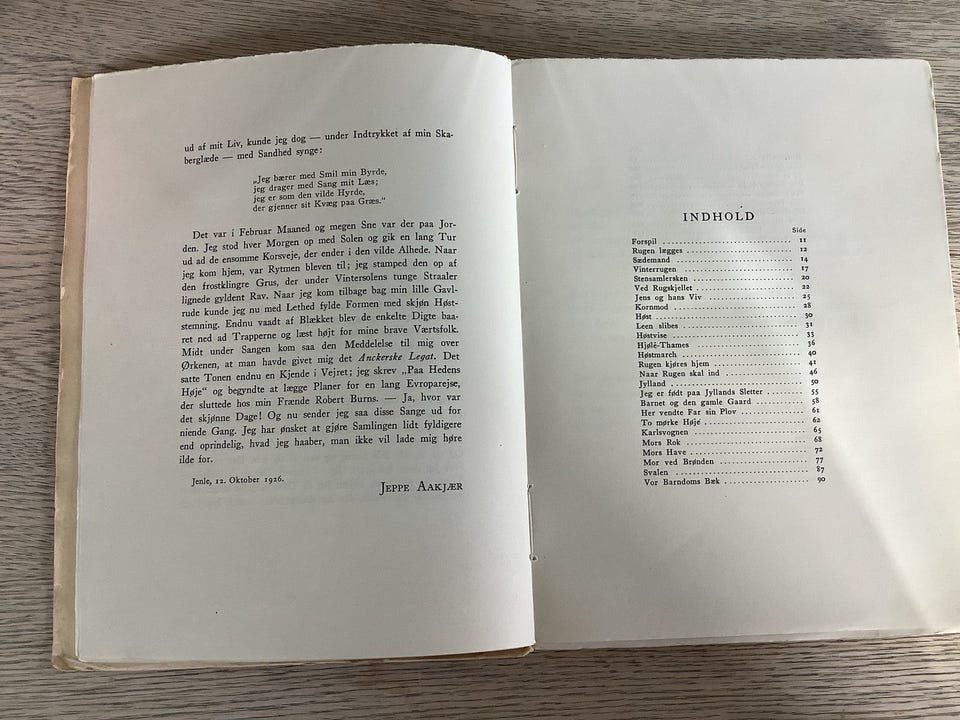 ud af mit Liv, kunde jeg dog — under Indtrykket af min Ska-
berglæde — med Sandhed synge:
„Jeg bærer med Smil min Byrde,
jeg drager med Sang mit Læs;
jeg er som den vilde Hyrde,
der gjenner sit Kvæg paa Græs.“
Det var i Februar Maaned og megen Sne var der paa Jor-
den. Jeg stod hver Morgen op med Solen og gik en lang Tur
ud ad de ensomme Korsveje, der ender i den vilde Alhede. Naar
jeg kom hjem, var Rytmen bleven til; jeg stamped den op af
den frostklingre Grus, der under Vintersolens tunge Straaler
lignede gyldent Rav. Naar jeg kom tilbage bag min lille Gavl-
rude kunde jeg nu med Lethed fylde Formen med skjøn Høst-
stemning. Endnu vaadt af Blækket blev de enkelte Digte baa-
ret ned ad Trapperne og læst højt for mine brave Værtsfolk.
Midt under Sangen kom saa den Meddelelse til mig over
Ørkenen, at man havde givet mig det Anckerske Legat. Det
satte Tonen endnu en Kjende i Vejret; jeg skrev „Paa Hedens
Høje“ og begyndte at lægge Planer for en lang Evroparejse,
der sluttede hos min Frænde Robert Burns. — Ja, hvor var
det skjønne Dage! Og nu sender jeg saa disse Sange ud for
niende Gang. Jeg har ønsket at gjøre Samlingen lidt fyldigere
end oprindelig, hvad jeg haaber, man ikke vil lade mig høre
ilde for.
Jenle, 12. Oktober 1926.
JEPPE AAKJÆR
INDHOLD
Side
Forspil 11
Rugen lægges 12
Sædemand 14
Vinterrugen 17
Stensamlersken 20
Ved Rugskjellet 22
Jens og hans Viv 25
Kornmod 28
Høst 30
Leen slibes 31
Høstvise 33
Hjølé-Thames 36
Høstmarch 40
Rugen kjøres hjem 41
Naar Rugen skal ind 46
Jylland 50
Jeg er født paa Jyllands Sletter 55
Barnet og den gamle Gaard 58
Her vendte Far sin Plov 61
To mørke Høje 62
Karlsvognen 65
Mors Rok 68
Mors Have 72
Mor ved Brønden 77
Svalen 87
Vor Barndoms Bæk 90